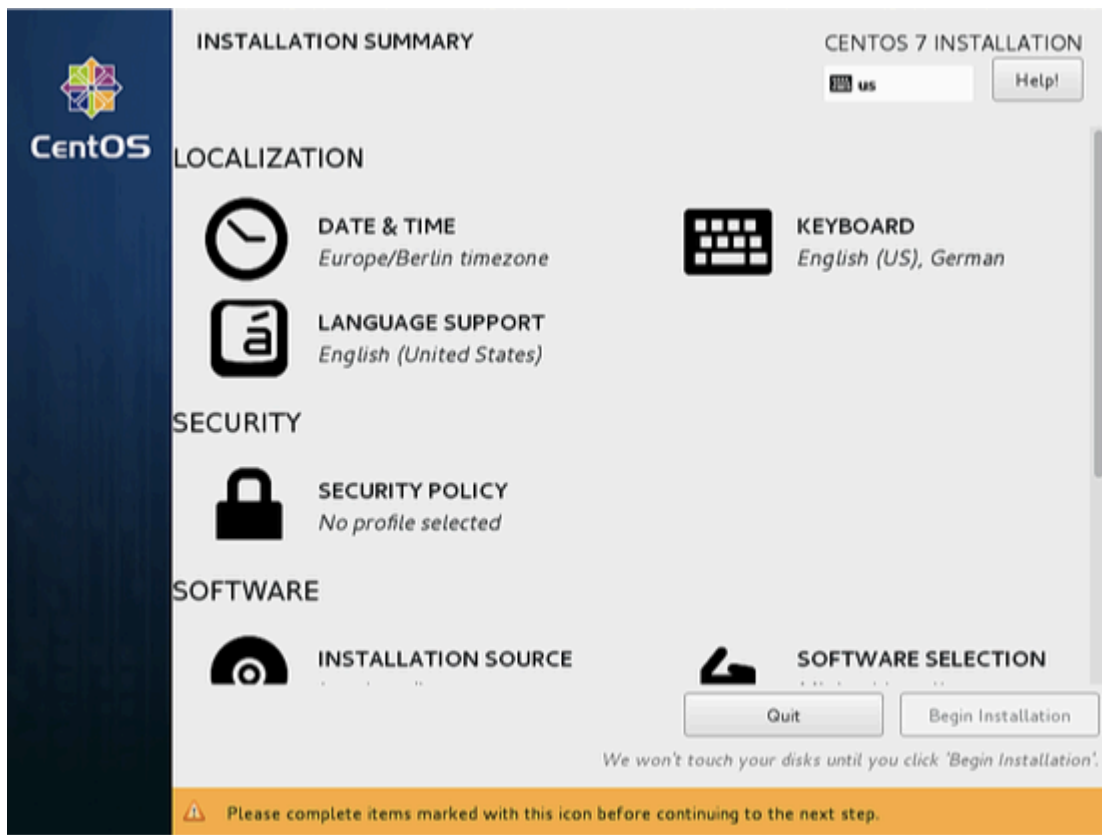 INSTALLATION SUMMARY
CENTOS 7 INSTALLATION
us
Help!
CentOS
LOCALIZATION
DATE & TIME
Europe/Berlin timezone
KEYBOARD
English (US), German
á
LANGUAGE SUPPORT
English (United States)
SECURITY
SECURITY POLICY
No profile selected
SOFTWARE
INSTALLATION SOURCE
SOFTWARE SELECTION
Quit
Begin Installation
We won't touch your disks until you click 'Begin Installation'.
Please complete items marked with this icon before continuing to the next step.